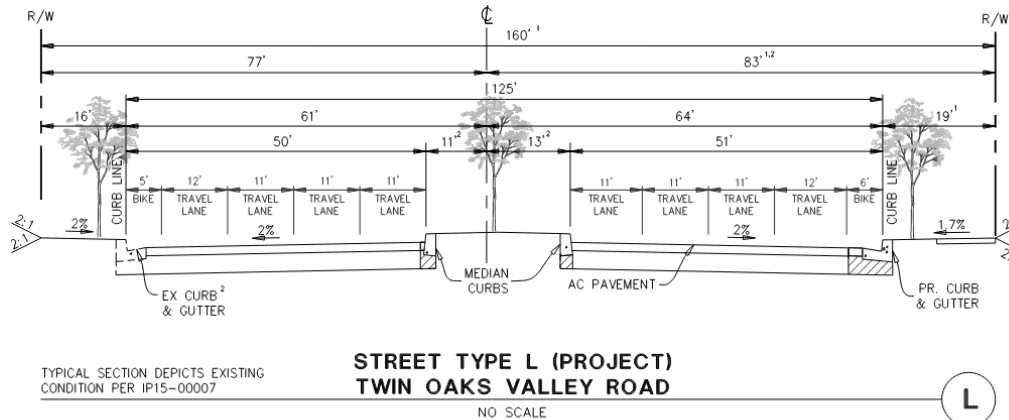 R/W
℄
R/W
160' 1
77'
83' 1,2
125'
16'
61'
64'
19' 1
50'
11' 2
13' 2
51'
CURB LINE
5'
BIKE
12'
TRAVEL
LANE
11'
TRAVEL
LANE
11'
TRAVEL
LANE
11'
TRAVEL
LANE
11'
TRAVEL
LANE
11'
TRAVEL
LANE
11'
TRAVEL
LANE
12'
TRAVEL
LANE
6'
BIKE
CURB LINE
2:1
2:1
2%
2%
2%
1.7%
2
EX CURB 2
& GUTTER
MEDIAN
CURBS
AC PAVEMENT
PR. CURB
& GUTTER
TYPICAL SECTION DEPICTS EXISTING
CONDITION PER IP15-00007
STREET TYPE L (PROJECT)
TWIN OAKS VALLEY ROAD
NO SCALE
L